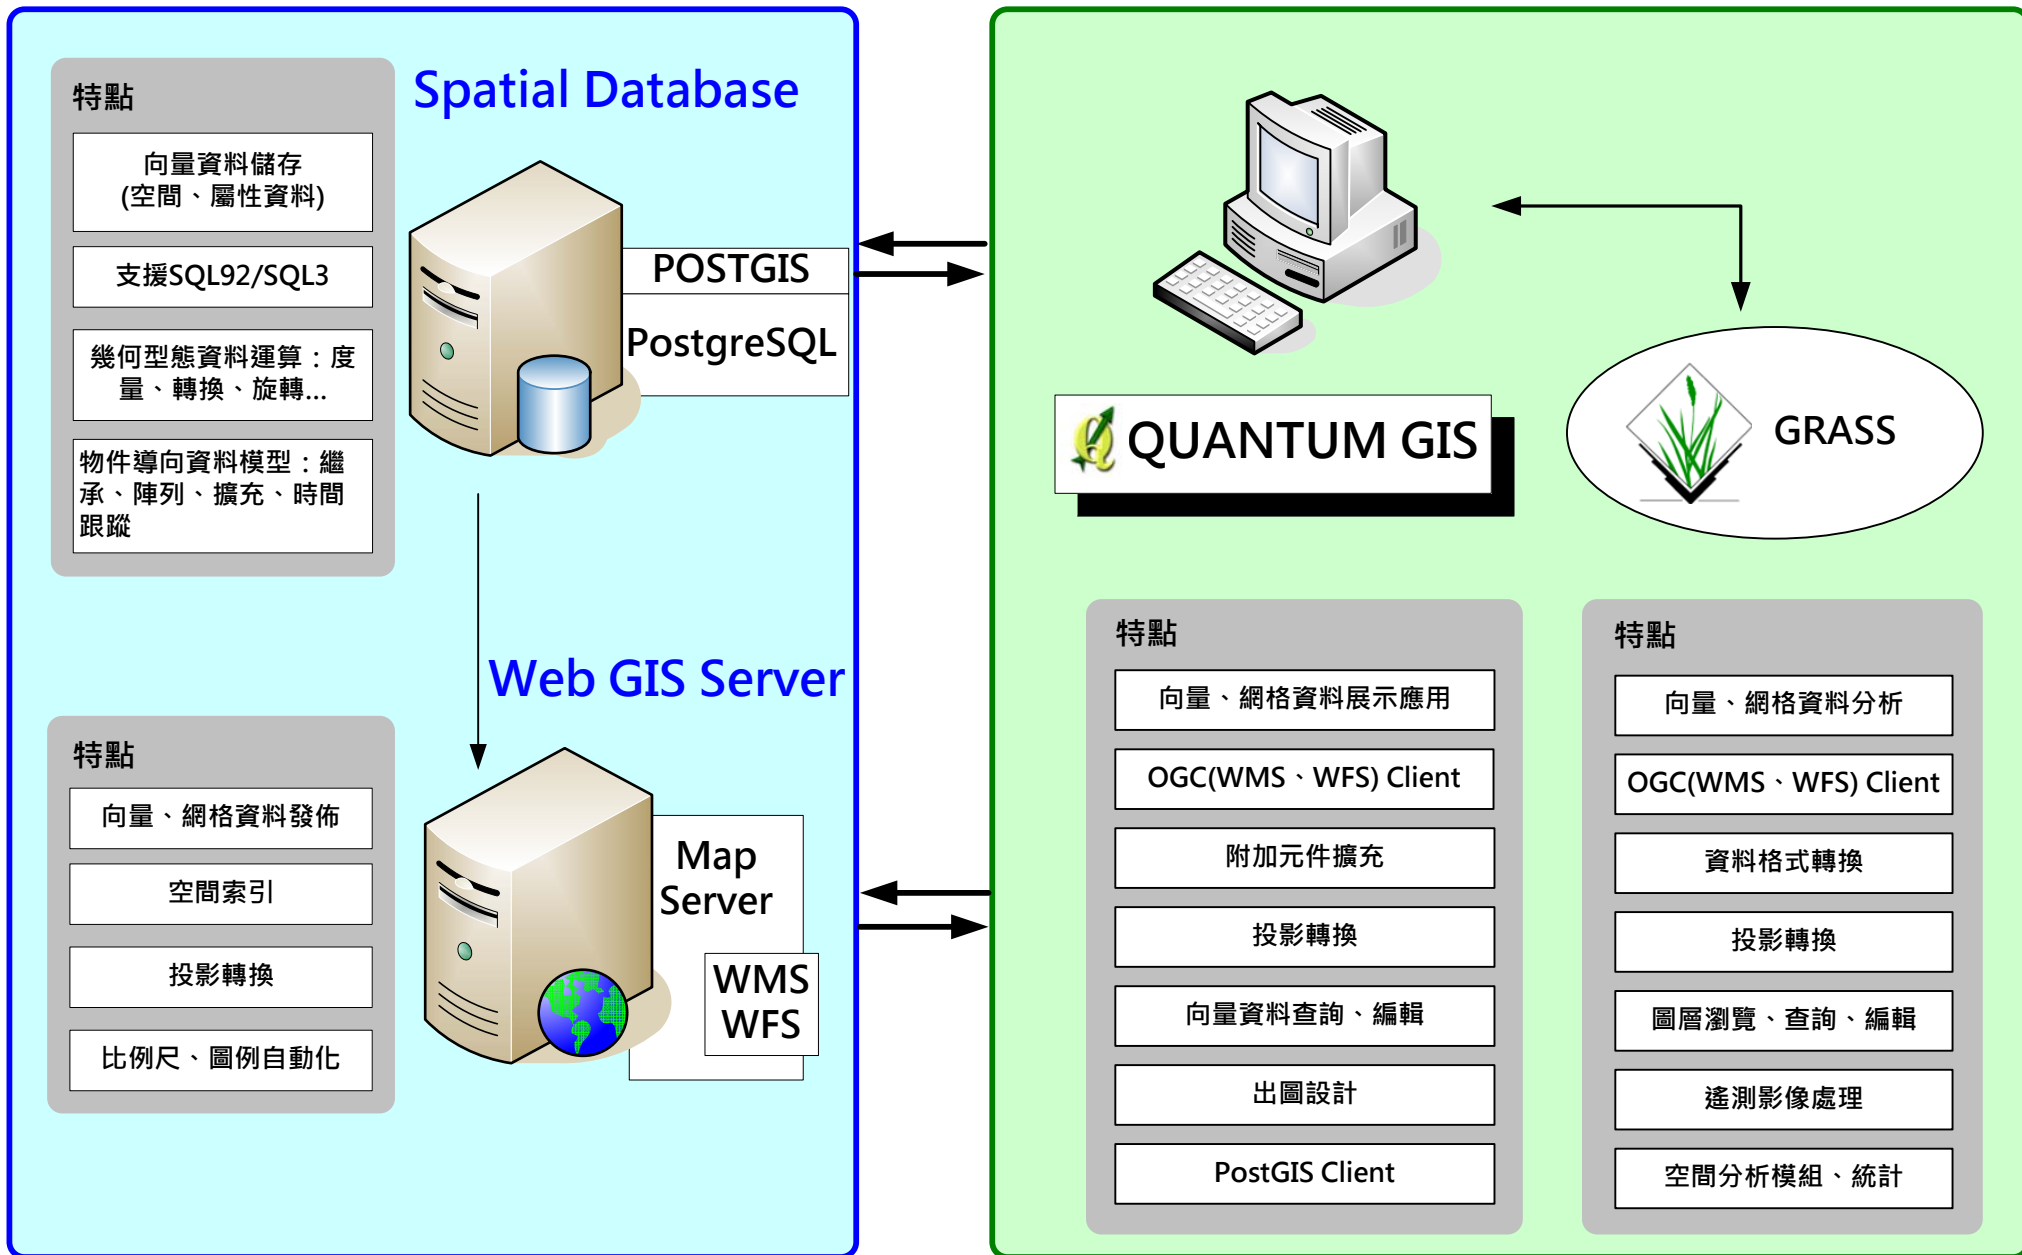 Spatial Database
特點
向量資料儲存
(空間、屬性資料)
支援SQL92/SQL3
幾何型態資料運算：度
量、轉換、旋轉...
物件導向資料模型：繼
承、陣列、擴充、時間
跟蹤
POSTGIS
PostgreSQL
Web GIS Server
特點
向量、網格資料發佈
空間索引
投影轉換
比例尺、圖例自動化
Map
Server
WMS
WFS
QUANTUM GIS
GRASS
特點
向量、網格資料展示應用
OGC(WMS、WFS) Client
附加元件擴充
投影轉換
向量資料查詢、編輯
出圖設計
PostGIS Client
特點
向量、網格資料分析
OGC(WMS、WFS) Client
資料格式轉換
投影轉換
圖層瀏覽、查詢、編輯
遙測影像處理
空間分析模組、統計